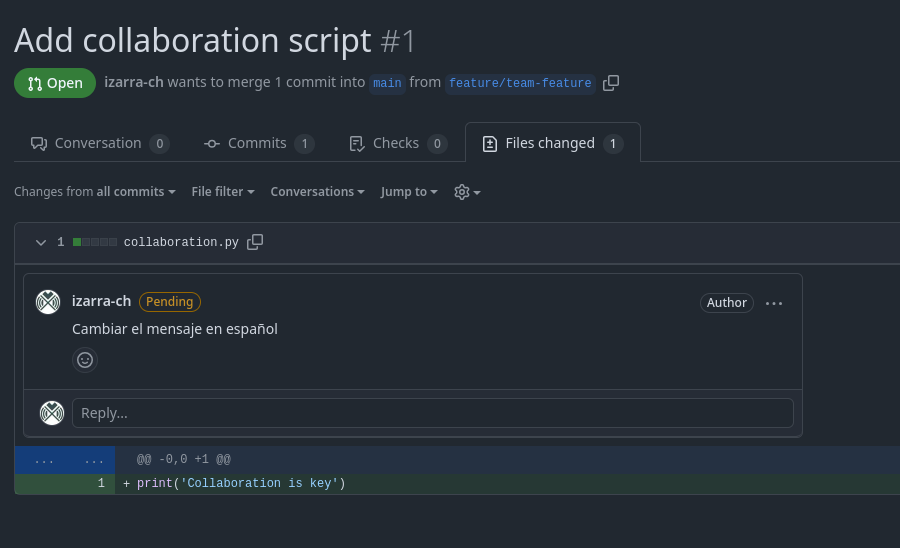 Add collaboration script #1
Open izarra-ch wants to merge 1 commit into main from feature/team-feature
Conversation 0 Commits 1 Checks 0 Files changed 1
Changes from all commits File filter Conversations Jump to
1 collaboration.py
izarra-ch Pending Author ...
Cambiar el mensaje en español
Reply...
... ... @@ -0,0 +1 @@
1 + print('Collaboration is key')